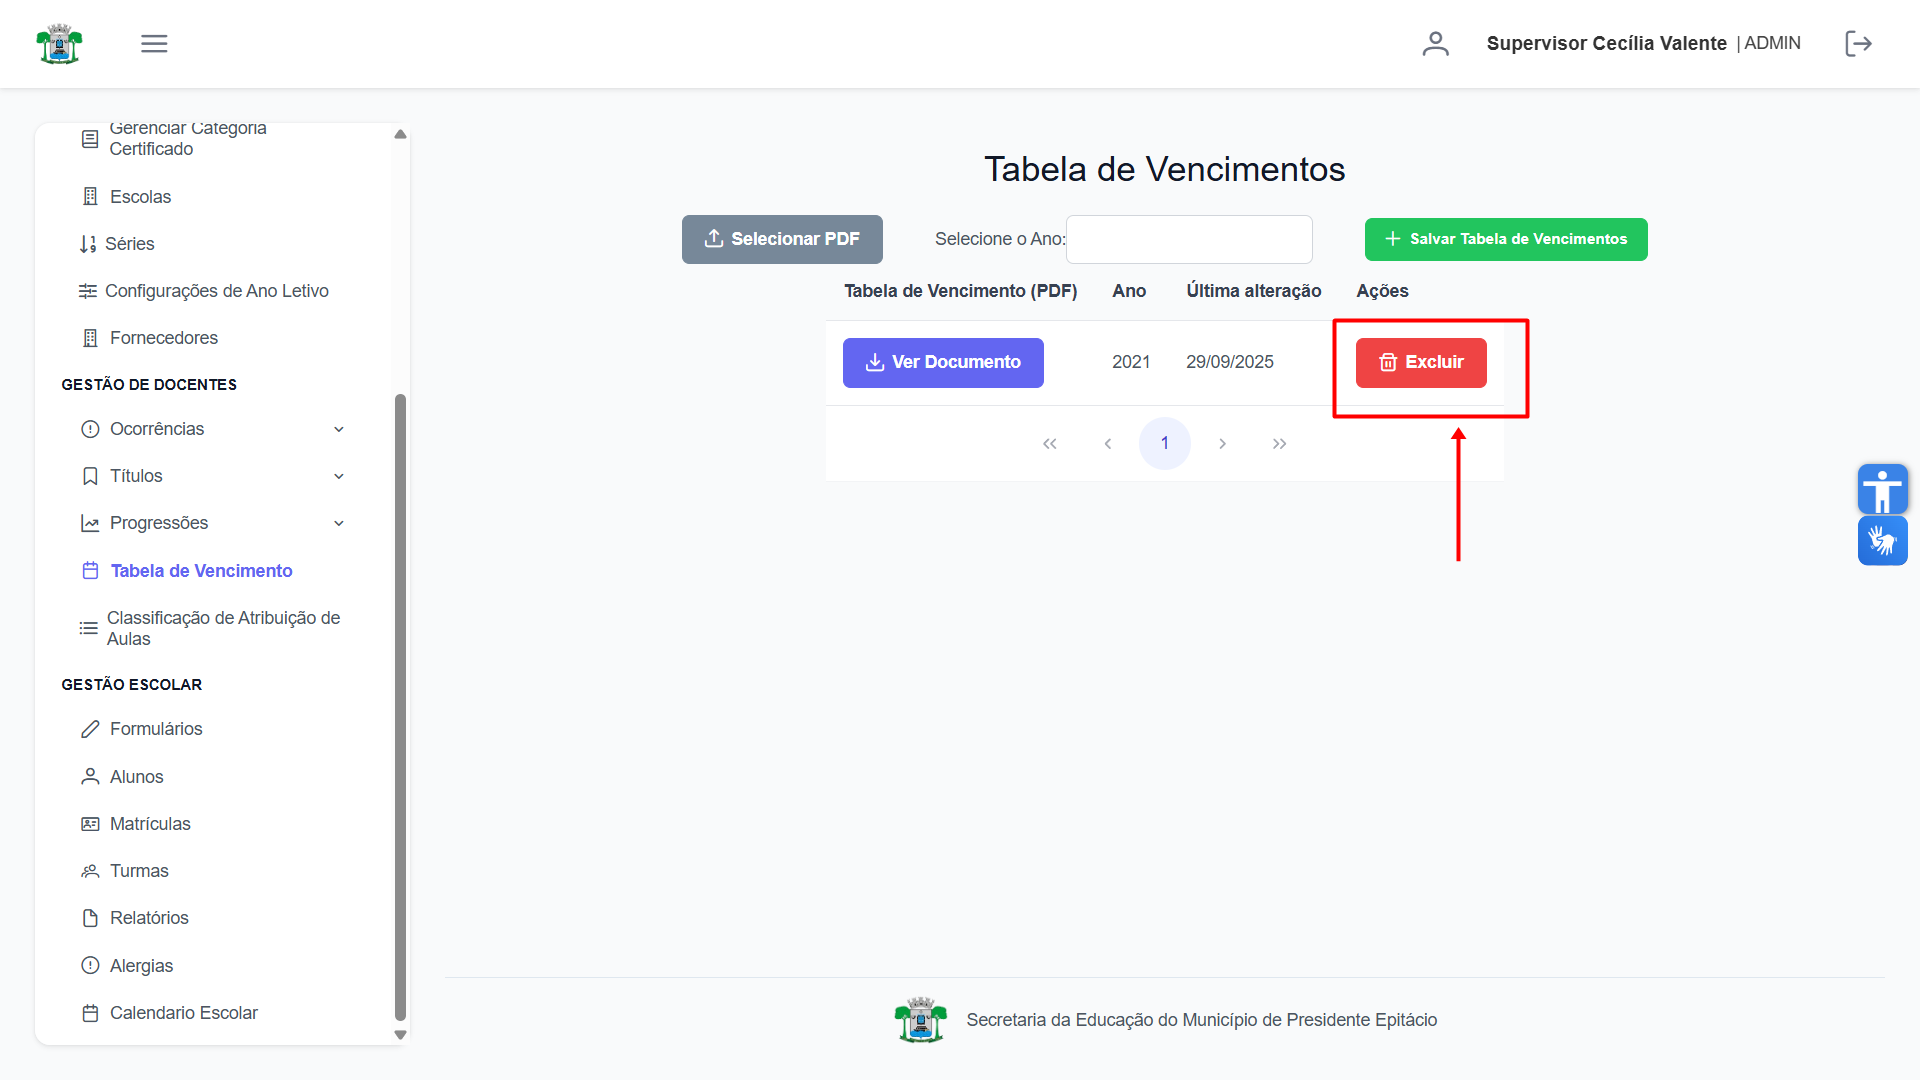 Supervisor Cecília Valente | ADMIN
Gerenciar Categoria
Certificado
Escolas
Séries
Configurações de Ano Letivo
Fornecedores
GESTÃO DE DOCENTES
Ocorrências
Títulos
Progressões
Tabela de Vencimento
Classificação de Atribuição de
Aulas
GESTÃO ESCOLAR
Formulários
Alunos
Matrículas
Turmas
Relatórios
Alergias
Calendario Escolar
Tabela de Vencimentos
Selecionar PDF
Selecione o Ano:
Salvar Tabela de Vencimentos
Tabela de Vencimento (PDF) Ano Última alteração Ações
Ver Documento 2021 29/09/2025 Excluir
1
Secretaria da Educação do Município de Presidente Epitácio